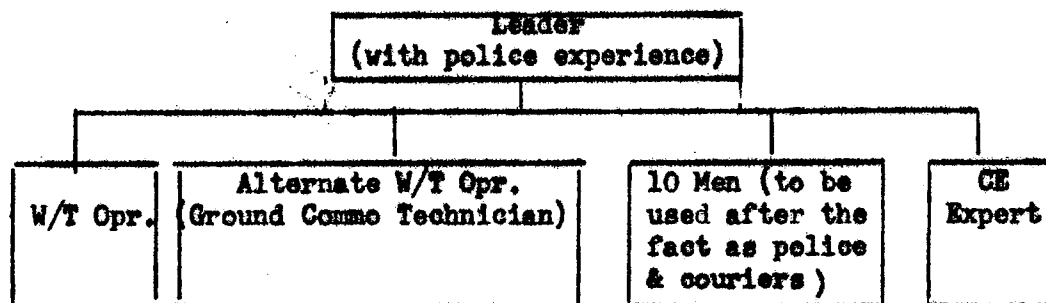 Leader
(with police experience)
W/T Opr.
Alternate W/T Opr.
(Ground Commo Technician)
10 Men (to be
used after the
fact as police
& couriers)
CE
Expert